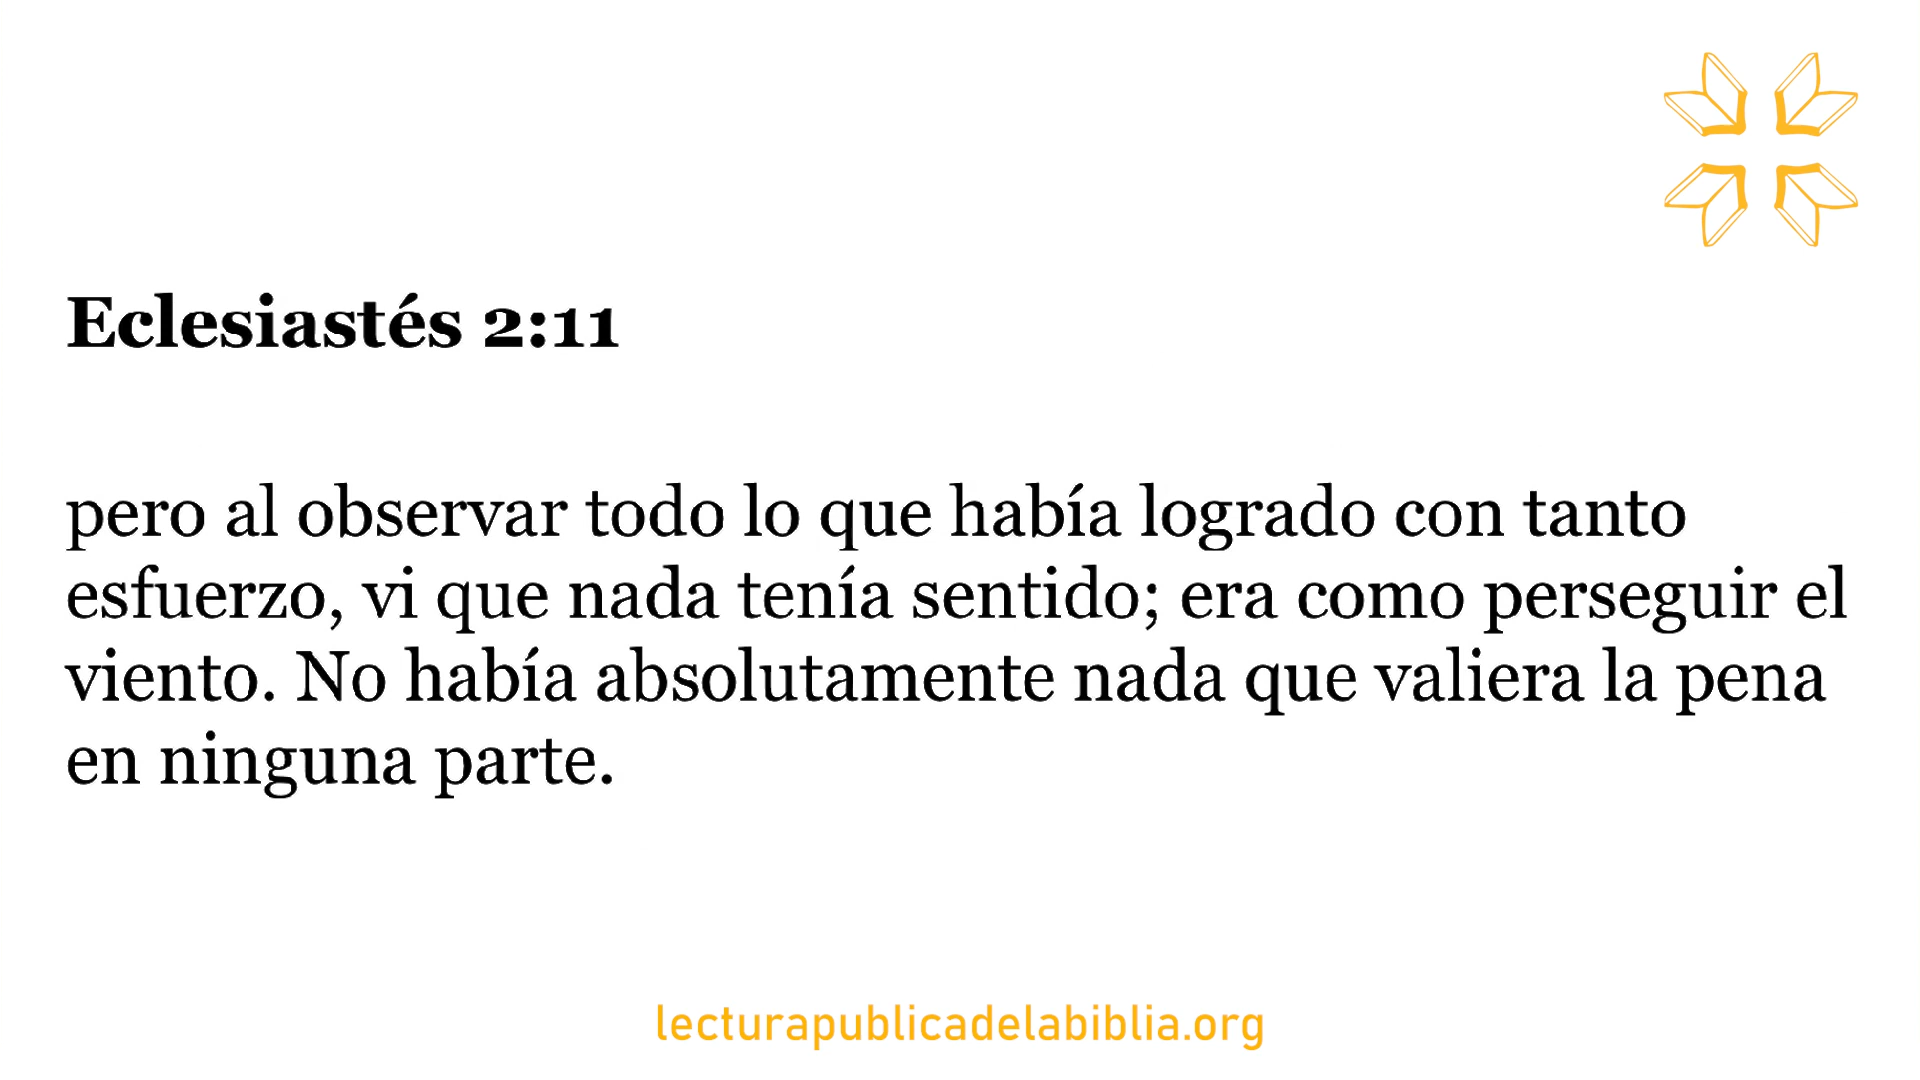 Eclesiastés 2:11
pero al observar todo lo que había logrado con tanto
esfuerzo, vi que nada tenía sentido; era como perseguir el
viento. No había absolutamente nada que valiera la pena
en ninguna parte.
lecturapublicadelabiblia.org